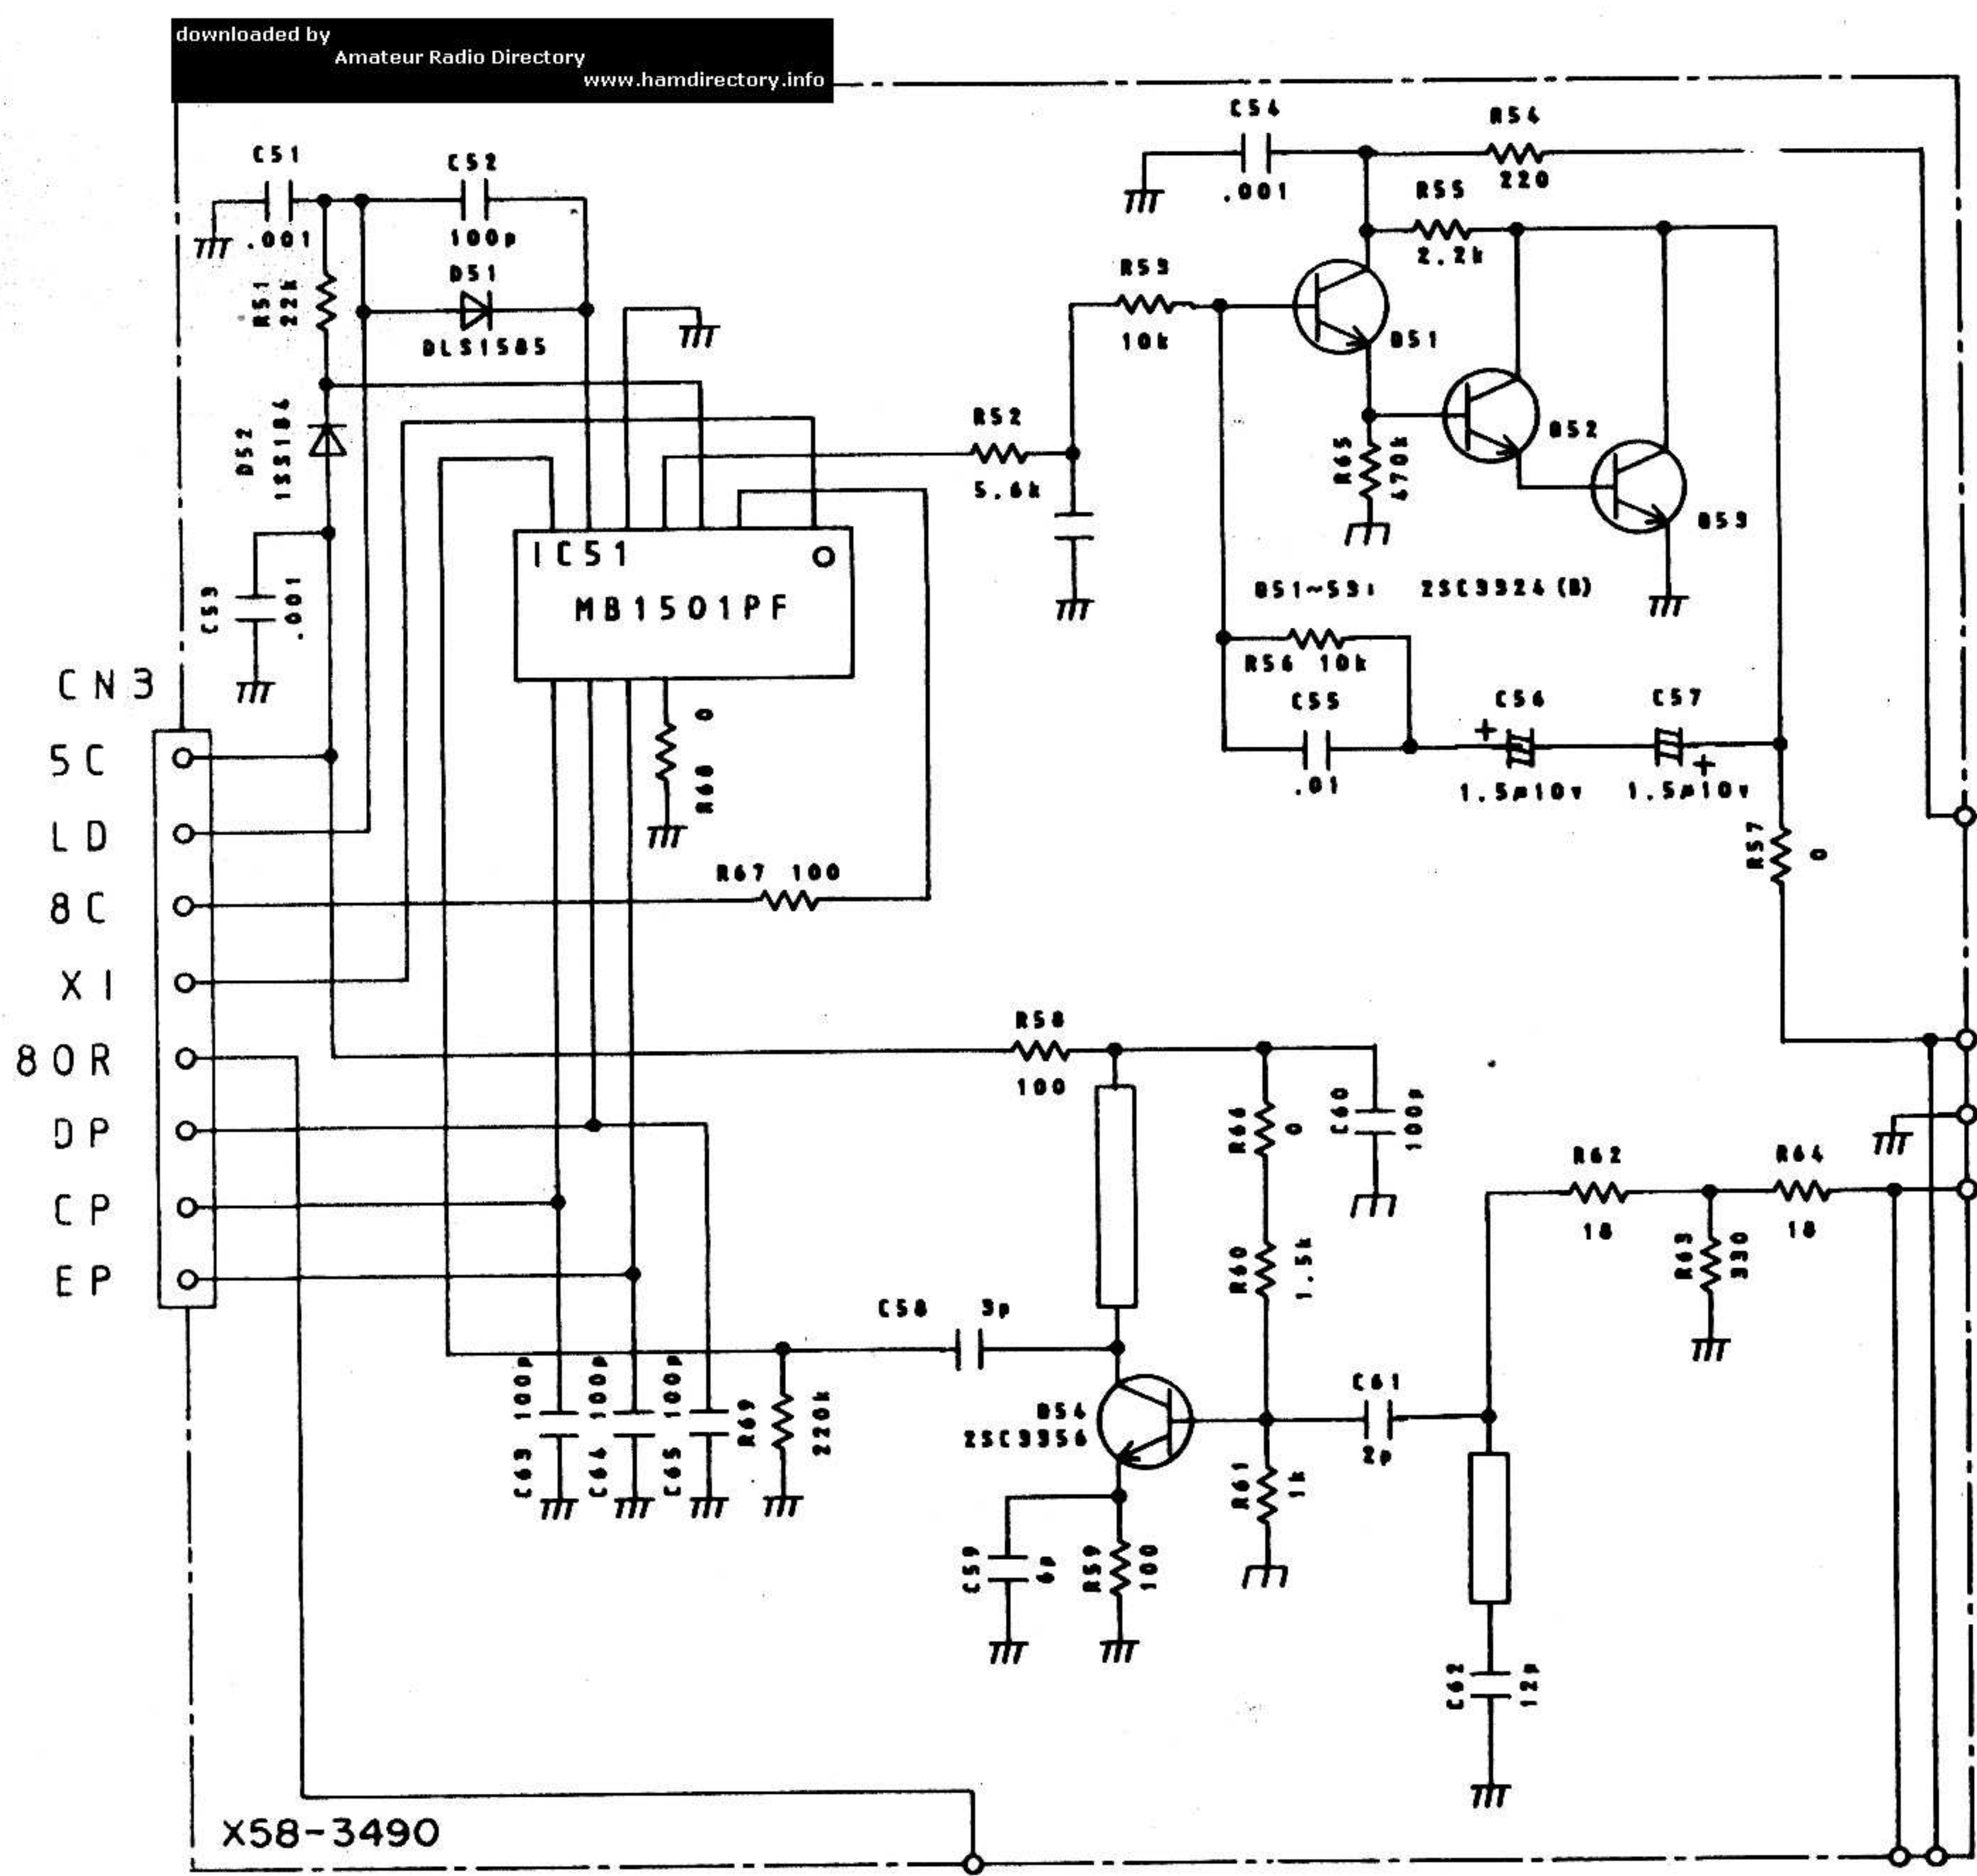 downloaded by
Amateur Radio Directory
www.hamdirectory.info
C51
.001
C52
100p
R51
22k
D51
DLS1585
D52
1SS184
C53
.001
IC51
MB1501PF
R68
0
R67 100
C54
.001
R54
220
R55
2.2k
R53
10k
R52
5.6k
Q51
Q52
Q53
R65
470k
Q51~53: 2SC3324(B)
R56 10k
C55
.01
C56
+
1.5µ10v
C57
+
1.5µ10v
R57
0
CN3
5C
LD
8C
XI
8OR
DP
CP
EP
R58
100
R66
0
C60
100p
R60
1.5k
R62
18
R63
330
R64
18
C58 3p
Q54
2SC3356
C61
2p
R61
1k
C63 100p
C64 100p
C65 100p
R69
220k
C59
6p
R59
100
C62
12p
X58-3490